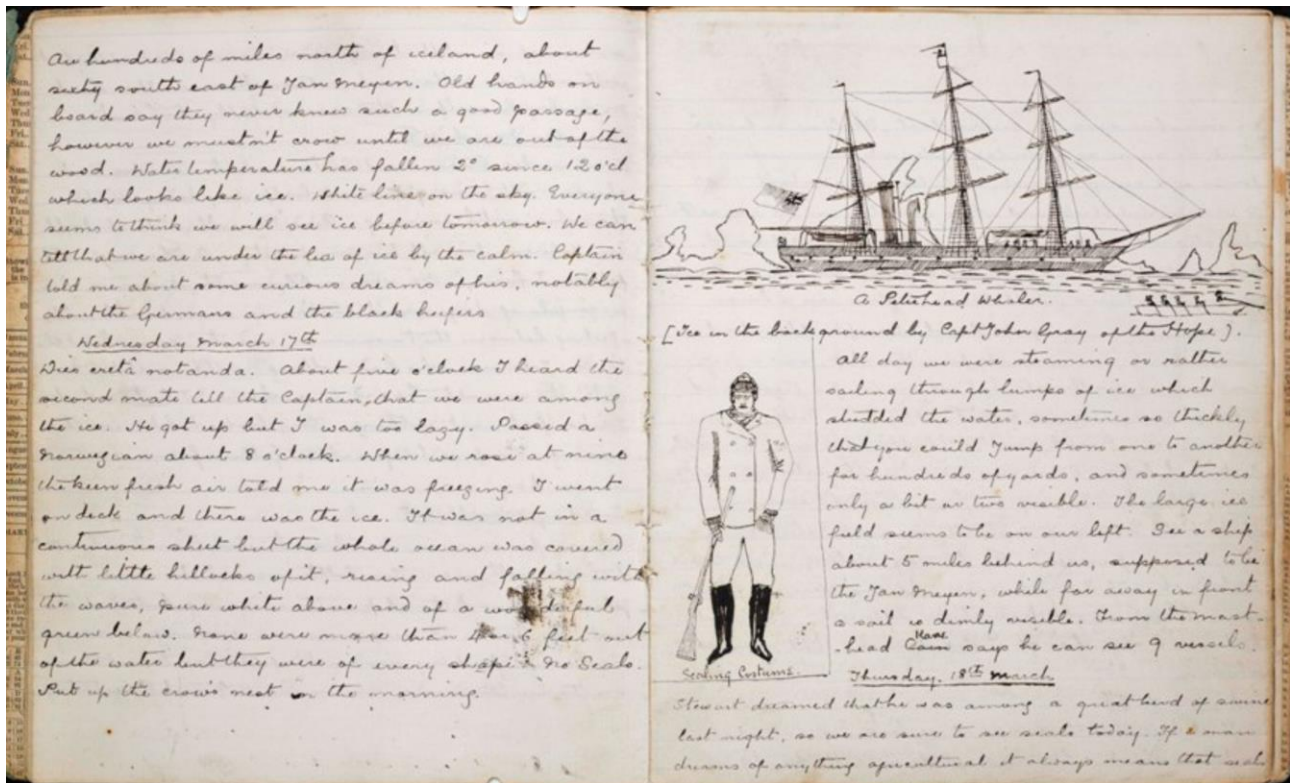 hundreds of miles north of iceland, about
sixty south east of Jan Meyen. Old hands on
board say they never knew such a good passage,
however we mustn't crow until we are out of the
wood. Water temperature has fallen 2° since 12 o'cl
which looks like ice. White line on the sky. Everyone
seems to think we will see ice before tomorrow. We can
tell that we are under the lea of ice by the calm. Captain
told me about some curious dreams of his, notably
about the Germans and the black heifers
Wednesday March 17th
Dies cretâ notanda. About five o'clock I heard the
second mate tell the Captain, that we were among
the ice. He got up but I was too lazy. Passed a
Norwegian about 8 o'clock. When we rose at nine
the keen fresh air told me it was freezing. I went
on deck and there was the ice. It was not in a
continuous sheet but the whole ocean was covered
with little hillocks of it, rising and falling with
the waves, pure white above and of a wonderful
green below. None were more than 4 or 6 feet out
of the water but they were of every shape. No Seals.
Put up the crow's nest in the morning.
A Peterhead Whaler.
[Ice in the background by Capt John Gray of the Hope].
All day we were steaming or rather
sailing through lumps of ice which
studded the water, sometimes so thickly
that you could jump from one to another
for hundreds of yards, and sometimes
only a bit or two visible. The large ice
field seems to be on our left. See a ship
about 5 miles behind us, supposed to be
the Jan Meyen, while far away in front
a sail is dimly visible. From the mast-
-head says he can see 9 vessels.
Sealing Costume.
Thursday. 18th March
Stewart dreamed that he was among a great herd of swine
last night, so we are sure to see seals today. If a man
dreams of anything agricultural it always means that seals